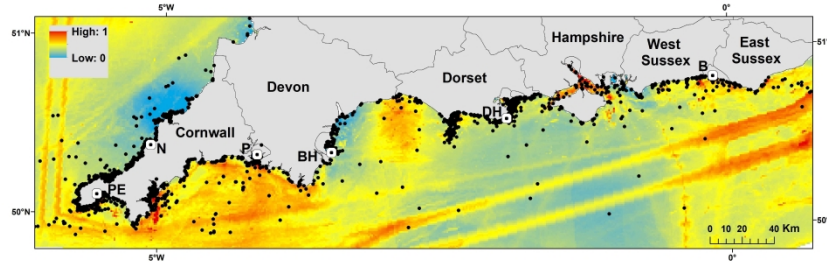 5°W
0°
51°N
High: 1
Low: 0
51°N
Hampshire
West
Sussex
East
Sussex
Devon
Dorset
B
DH
Cornwall
N
P
BH
PE
50°N
50°N
0 10 20
40 Km
5°W
0°